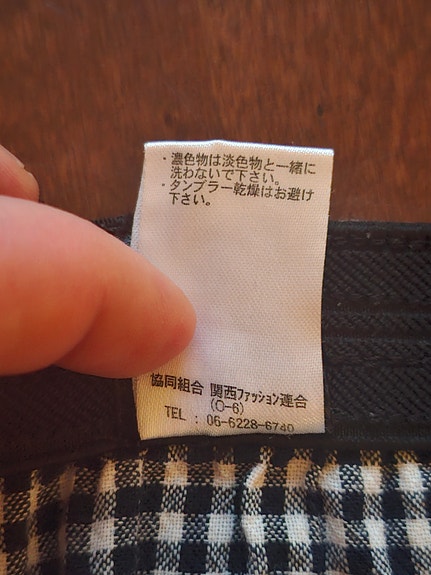 ・濃色物は淡色物と一緒に
洗わないで下さい。
・タンブラー乾燥はお避け
下さい。
協同組合 関西ファッション連合
(O-6)
TEL : 06-6228-6740